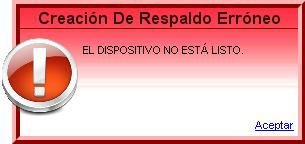 Creación De Respaldo Erróneo
EL DISPOSITIVO NO ESTÁ LISTO.
Aceptar